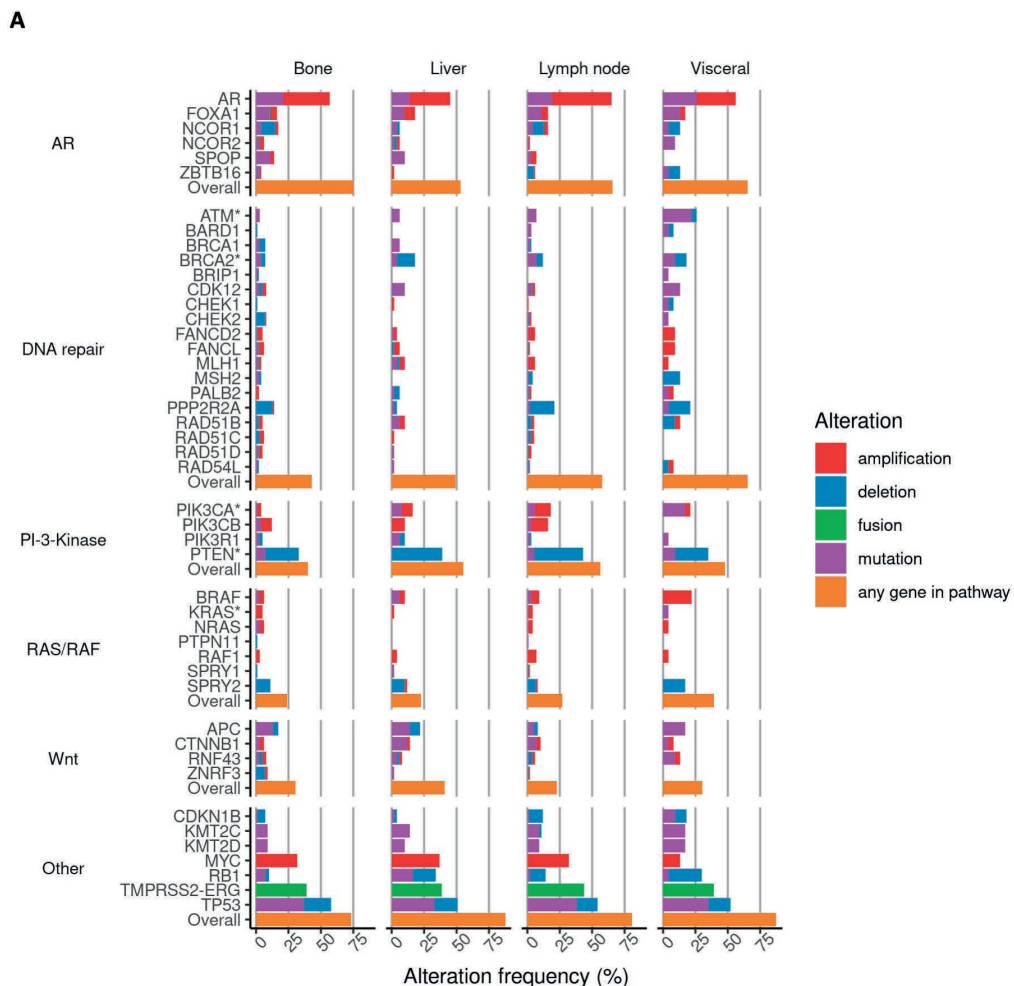 A
Bone Liver Lymph node Visceral
AR
AR
FOXA1
NCOR1
NCOR2
SPOP
ZBTB16
Overall
DNA repair
ATM*
BARD1
BRCA1
BRCA2*
BRIP1
CDK12
CHEK1
CHEK2
FANCD2
FANCL
MLH1
MSH2
PALB2
PPP2R2A
RAD51B
RAD51C
RAD51D
RAD54L
Overall
PI-3-Kinase
PIK3CA*
PIK3CB
PIK3R1
PTEN*
Overall
RAS/RAF
BRAF
KRAS*
NRAS
PTPN11
RAF1
SPRY1
SPRY2
Overall
Wnt
APC
CTNNB1
RNF43
ZNRF3
Overall
Other
CDKN1B
KMT2C
KMT2D
MYC
RB1
TMPRSS2-ERG
TP53
Overall
0 25 50 75 0 25 50 75 0 25 50 75 0 25 50 75
Alteration frequency (%)
Alteration
amplification
deletion
fusion
mutation
any gene in pathway